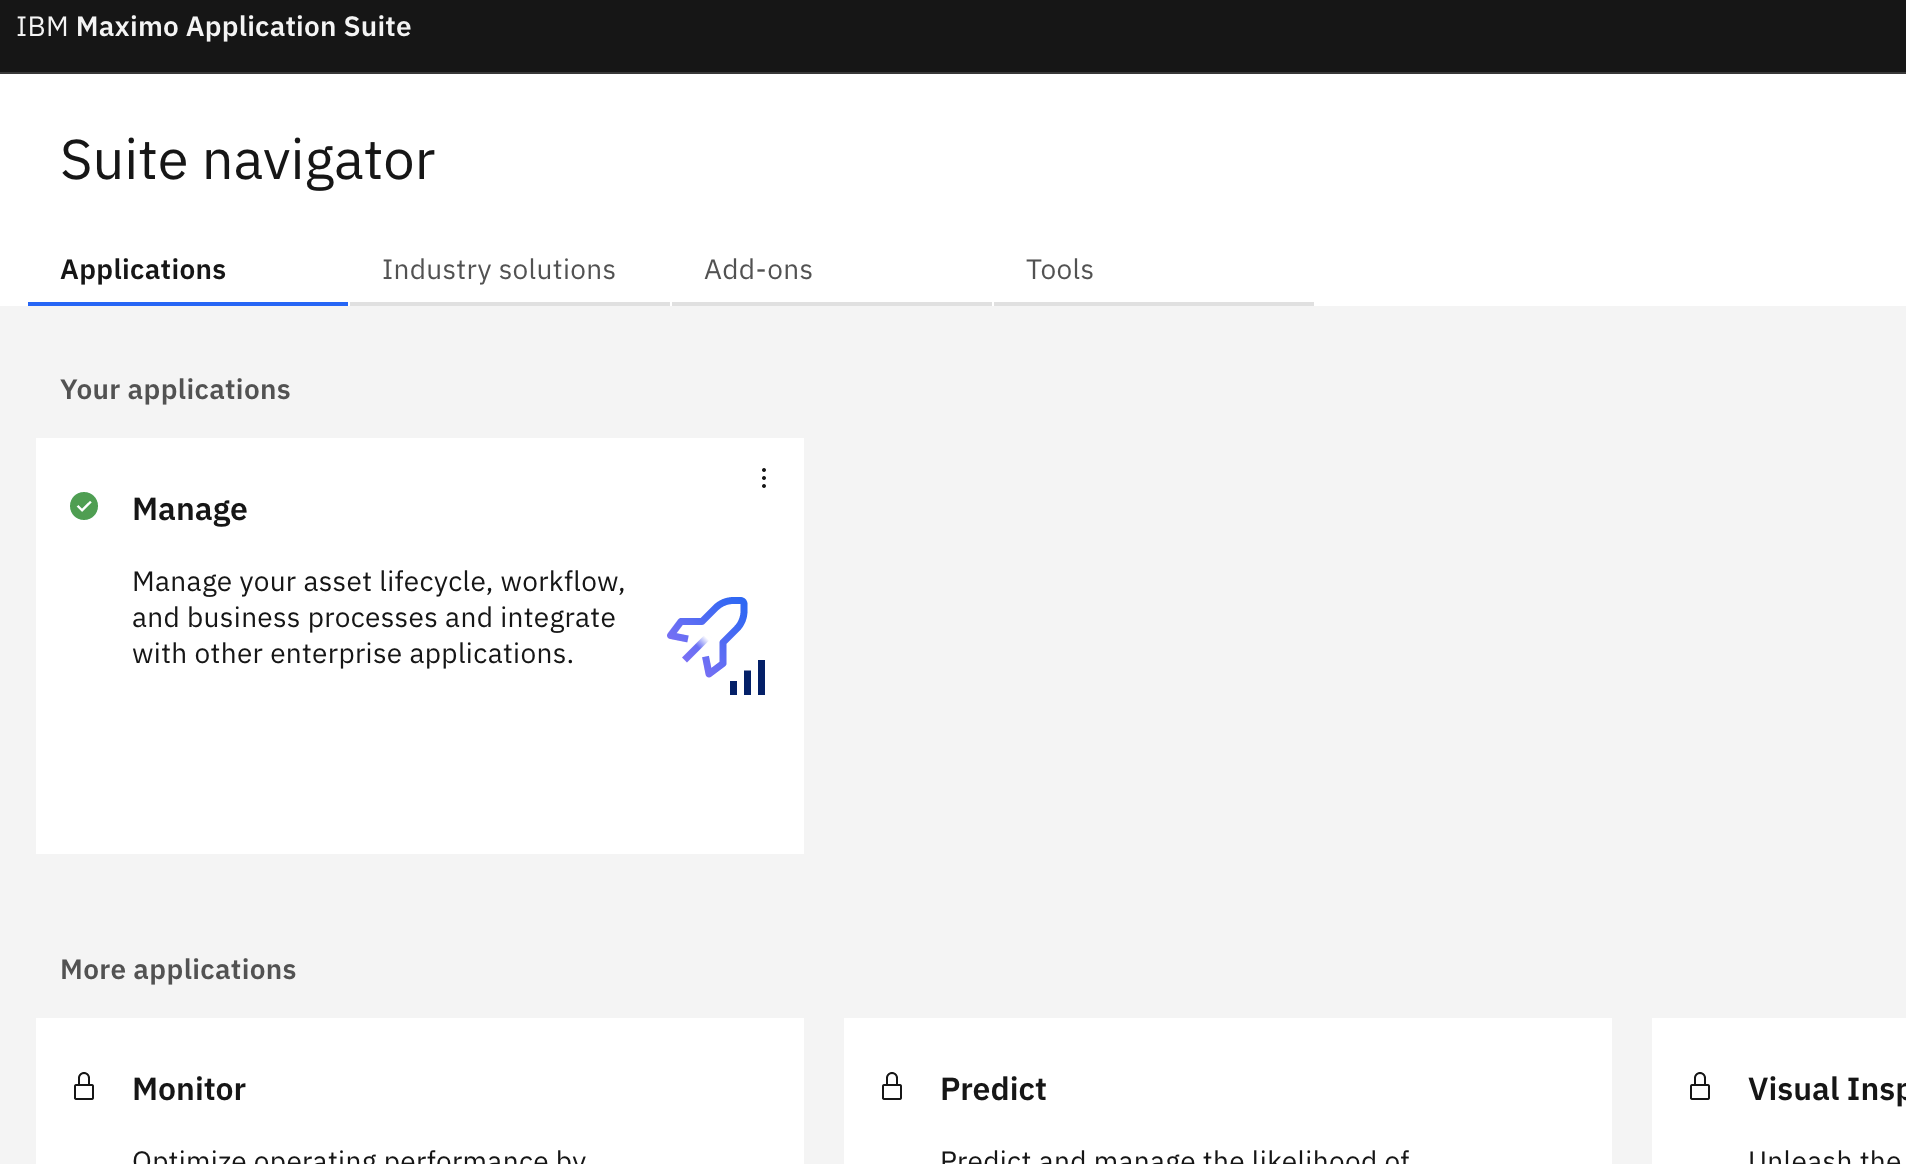 IBM Maximo Application Suite
Suite navigator
Applications
Industry solutions
Add-ons
Tools
Your applications
Manage
Manage your asset lifecycle, workflow,
and business processes and integrate
with other enterprise applications.
More applications
Monitor
Optimize operating performance by
Predict
Predict and manage the likelihood of
Visual Insp
Unleash the